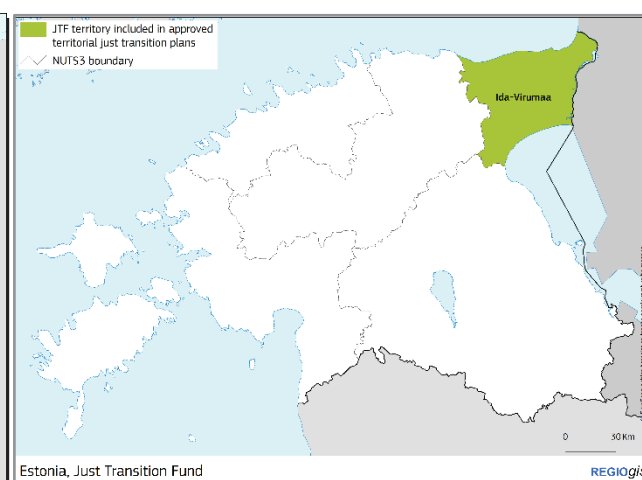 JTF territory included in approved
territorial just transition plans
NUTS3 boundary
Ida-Virumaa
0 30 Km
Estonia, Just Transition Fund
REGIOgis